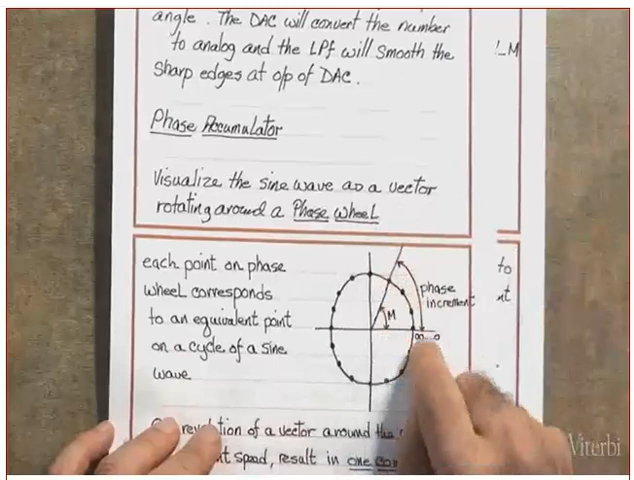 angle. The DAC will convert the number
to analog and the LPf will smooth the
sharp edges at o/p of DAC.
Phase Accumulator
Visualize the sine wave as a vector
rotating around a Phase Wheel
each point on phase
wheel corresponds
to an equivalent point
on a cycle of a sine
wave
phase
increment
M
00...0
revolution of a vector around the
speed, result in one
M
to
Viterbi